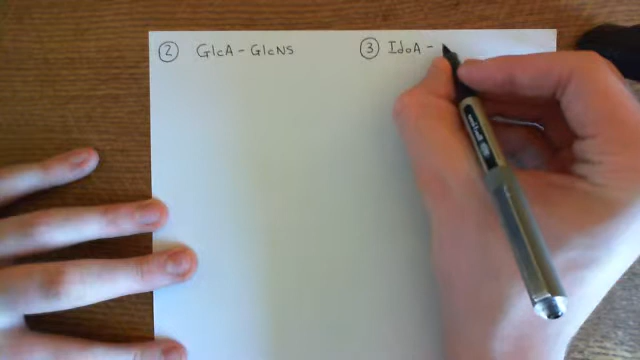 ② GlcA - GlcNS ③ IdoA -